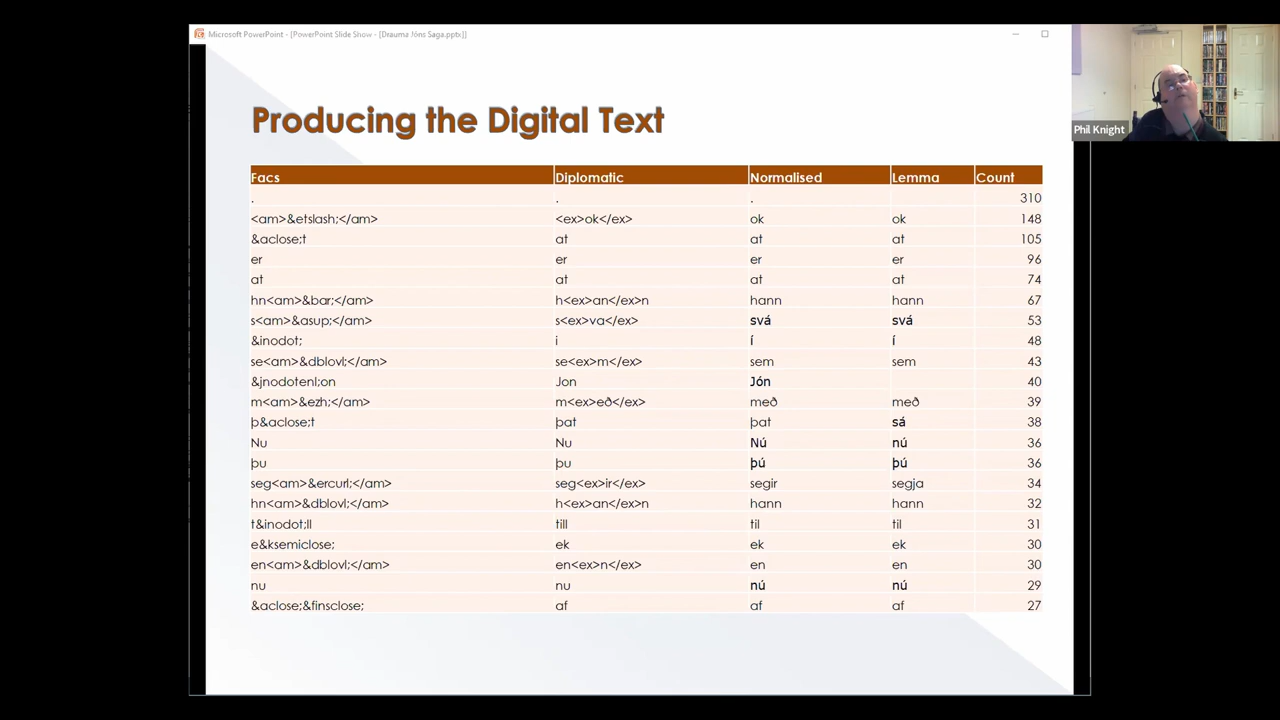 Microsoft PowerPoint - [PowerPoint Slide Show - [Drauma Jóns Saga.pptx]]
Phil Knight
Producing the Digital Text
Facs Diplomatic Normalised Lemma Count
. . . 310
<am>&etslash;</am> <ex>ok</ex> ok ok 148
&aclose;t at at at 105
er er er er 96
at at at at 74
hn<am>&bar;</am> h<ex>an</ex>n hann hann 67
s<am>&asup;</am> s<ex>va</ex> svá svá 53
&inodot; i í í 48
se<am>&dblovl;</am> se<ex>m</ex> sem sem 43
&jnodotenl;on Jon Jón 40
m<am>&ezh;</am> m<ex>eð</ex> með með 39
þ&aclose;t þat þat sá 38
Nu Nu Nú nú 36
þu þu þú þú 36
seg<am>&ercurl;</am> seg<ex>ir</ex> segir segja 34
hn<am>&dblovl;</am> h<ex>an</ex>n hann hann 32
t&inodot;ll till til til 31
e&ksemiclose; ek ek ek 30
en<am>&dblovl;</am> en<ex>n</ex> en en 30
nu nu nú nú 29
&aclose;&finsclose; af af af 27